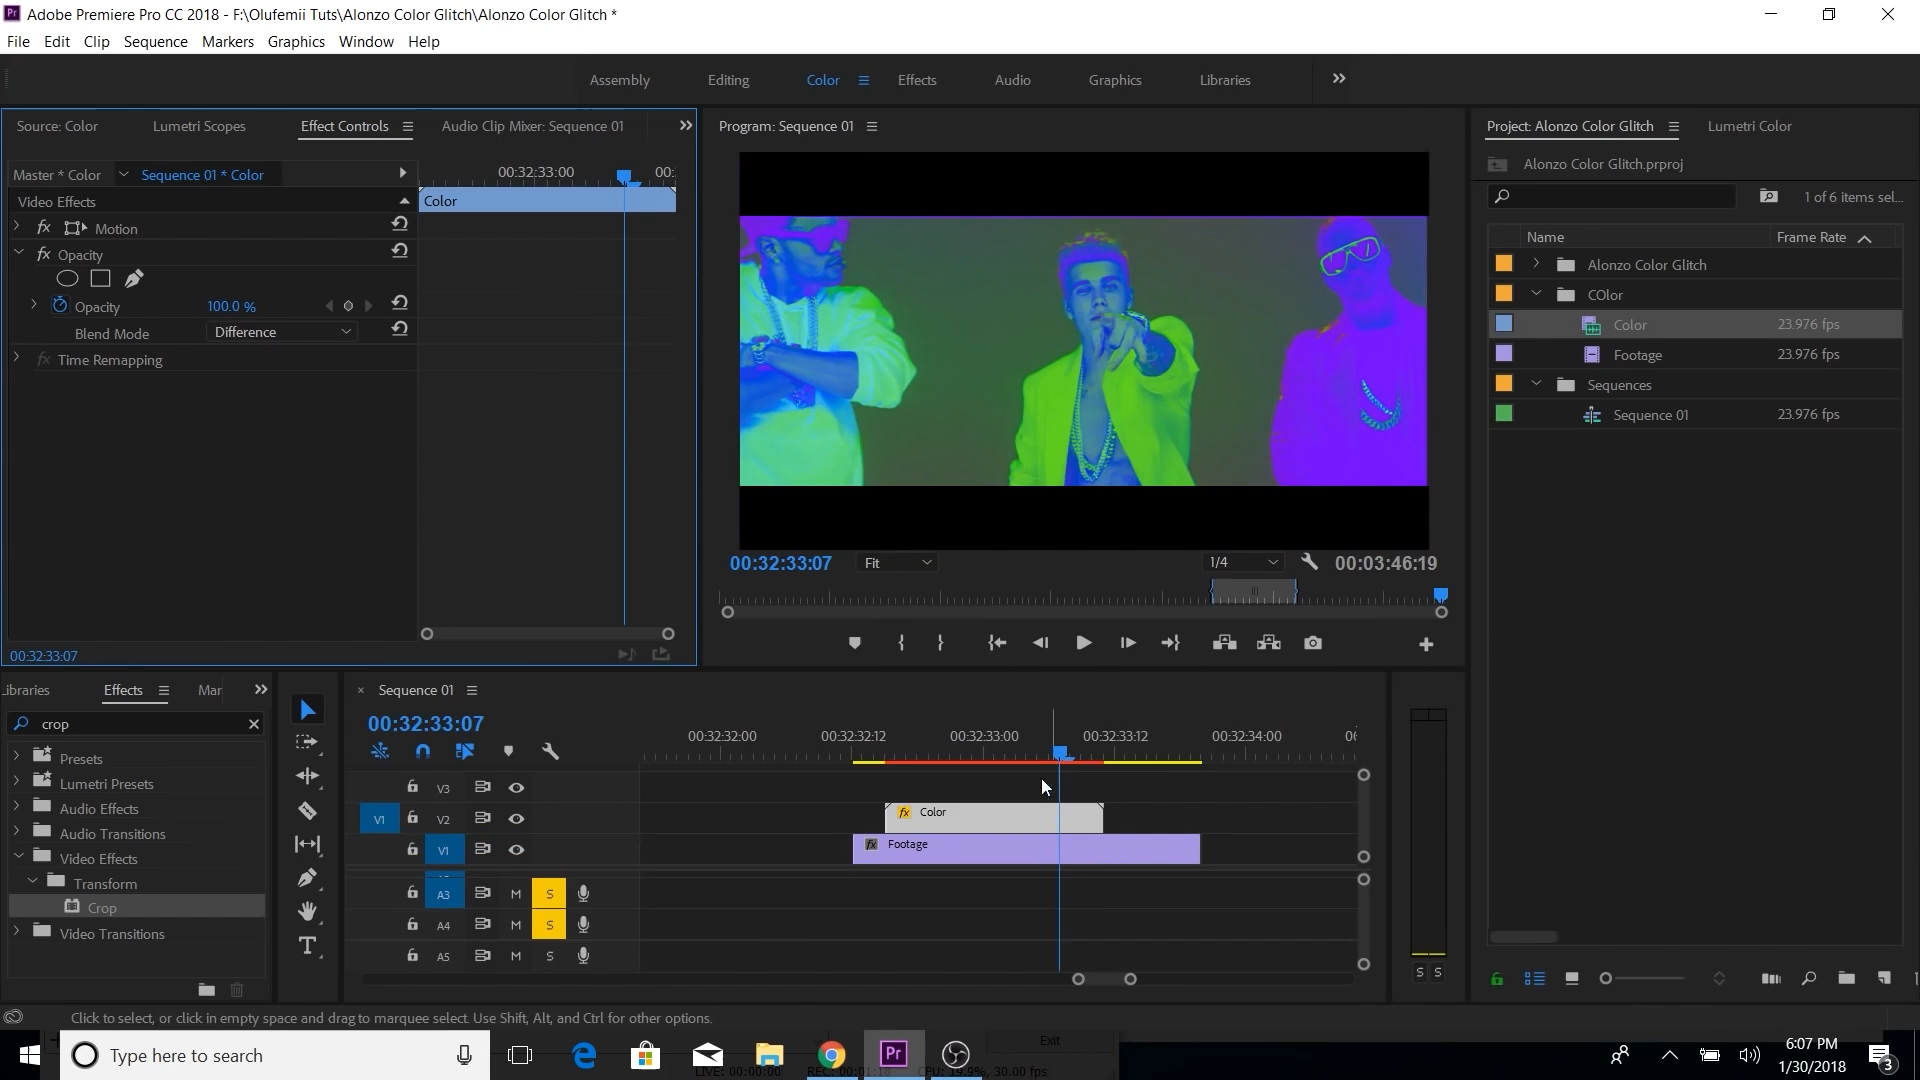 Adobe Premiere Pro CC 2018 - F:\Olufemii Tuts\Alonzo Color Glitch\Alonzo Color Glitch *
File Edit Clip Sequence Markers Graphics Window Help
Assembly Editing Color Effects Audio Graphics Libraries
Source: Color Lumetri Scopes Effect Controls Audio Clip Mixer: Sequence 01
Master * Color Sequence 01 * Color 00:32:33:00 00:
Video Effects Color
fx Motion
fx Opacity
Opacity 100.0 %
Blend Mode Difference
fx Time Remapping
00:32:33:07
Program: Sequence 01
00:32:33:07 Fit 1/4 00:03:46:19
Project: Alonzo Color Glitch Lumetri Color
Alonzo Color Glitch.prproj
1 of 6 items sel...
Name Frame Rate
Alonzo Color Glitch
COlor
Color 23.976 fps
Footage 23.976 fps
Sequences
Sequence 01 23.976 fps
ibraries Effects Mar
crop
Presets
Lumetri Presets
Audio Effects
Audio Transitions
Video Effects
Transform
Crop
Video Transitions
Sequence 01
00:32:33:07
00:32:32:00 00:32:32:12 00:32:33:00 00:32:33:12 00:32:34:00
V3
V1 V2 fx Color
V1 fx Footage
A3 M S
A4 M S
A5 M S
S S
Click to select, or click in empty space and drag to marquee select. Use Shift, Alt, and Ctrl for other options.
Exit
Type here to search
Pr
LIVE: 00:00:00
30.00 fps
6:07 PM
1/30/2018
3